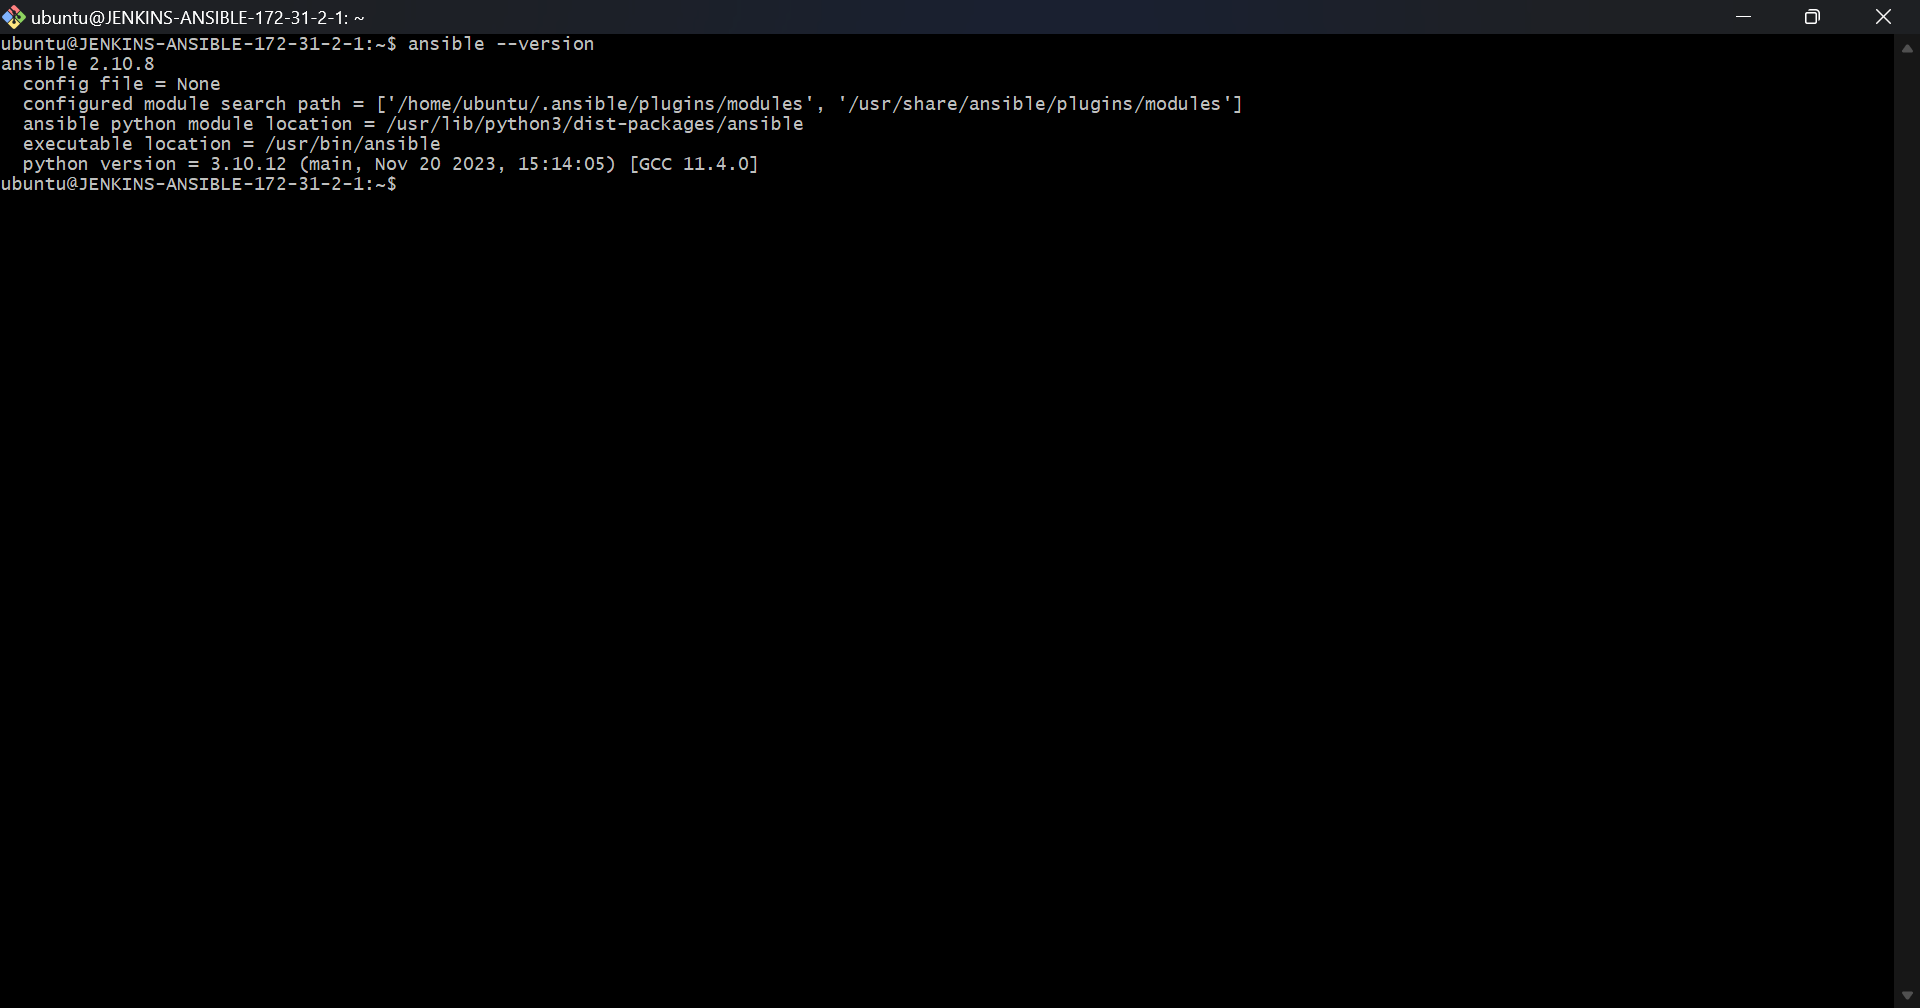 ubuntu@JENKINS-ANSIBLE-172-31-2-1: ~
ubuntu@JENKINS-ANSIBLE-172-31-2-1:~$ ansible --version
ansible 2.10.8
  config file = None
  configured module search path = ['/home/ubuntu/.ansible/plugins/modules', '/usr/share/ansible/plugins/modules']
  ansible python module location = /usr/lib/python3/dist-packages/ansible
  executable location = /usr/bin/ansible
  python version = 3.10.12 (main, Nov 20 2023, 15:14:05) [GCC 11.4.0]
ubuntu@JENKINS-ANSIBLE-172-31-2-1:~$